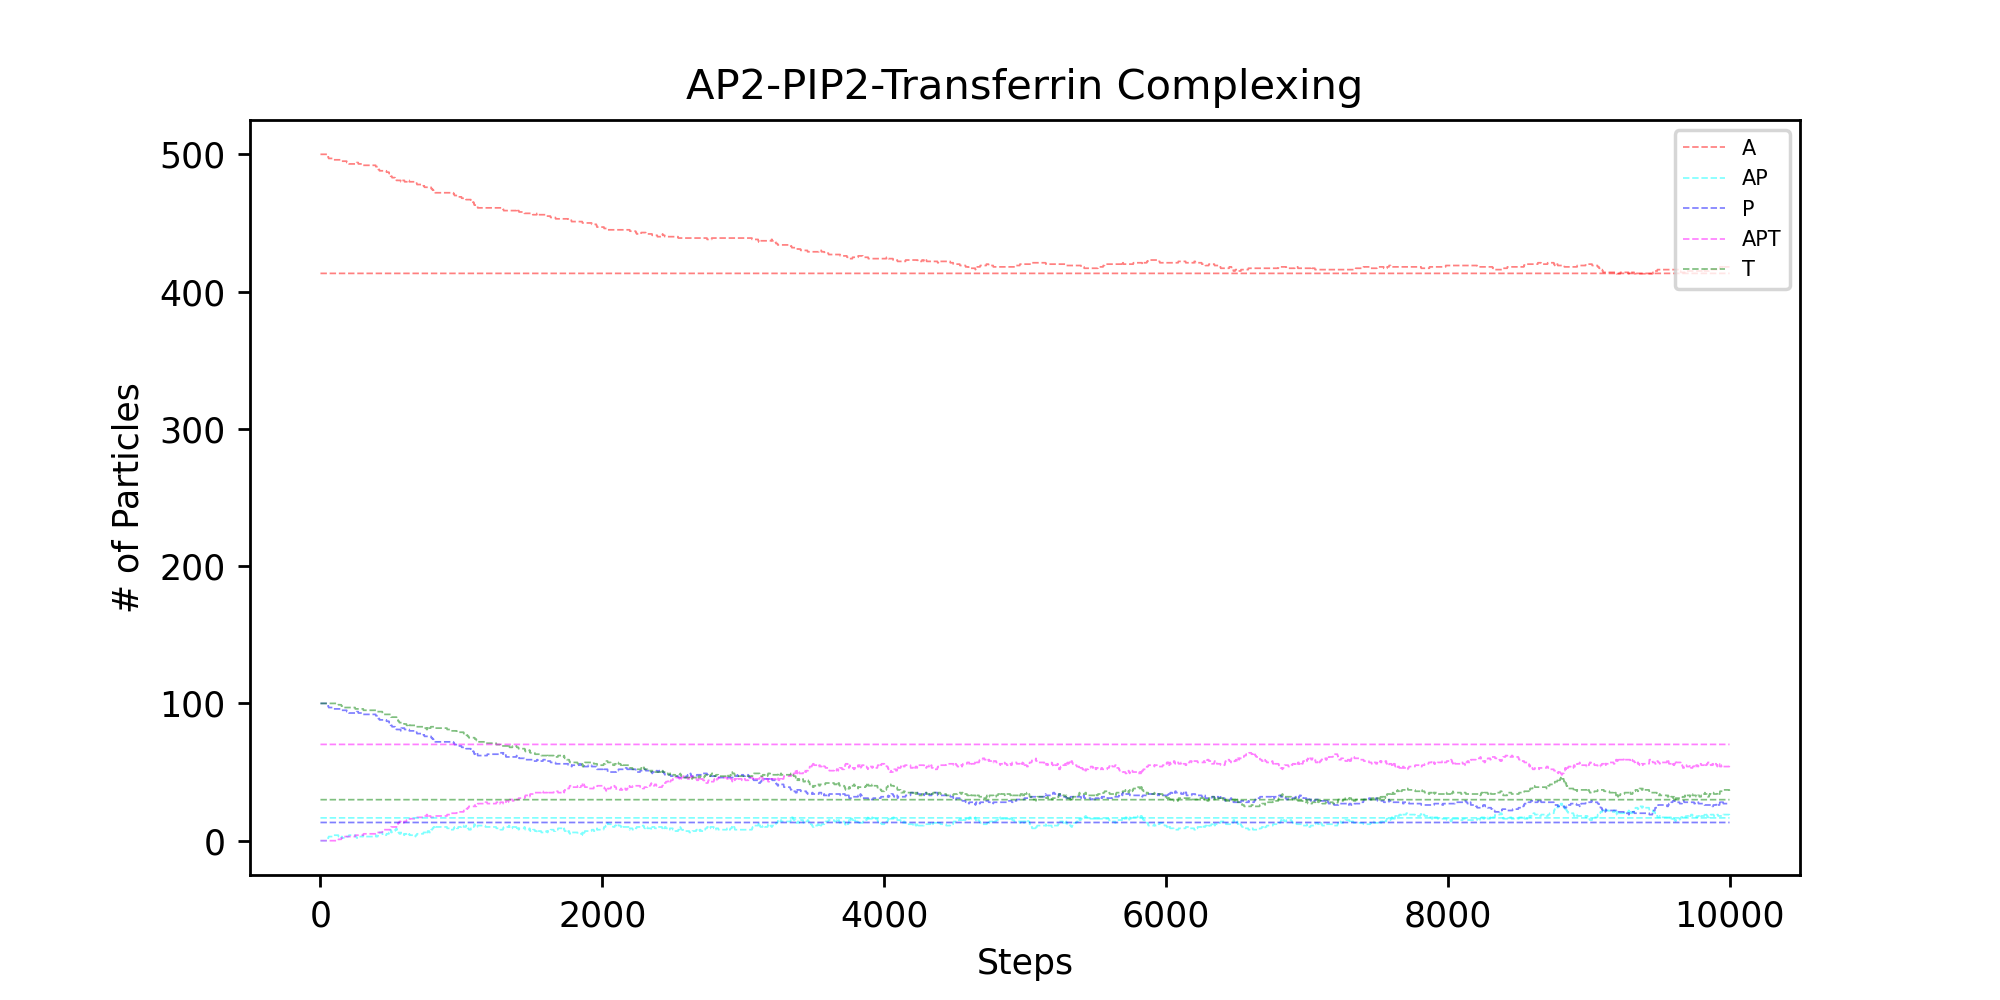 AP2-PIP2-Transferrin Complexing
# of Particles
500
400
300
200
100
0
A
AP
P
APT
T
0 2000 4000 6000 8000 10000
Steps